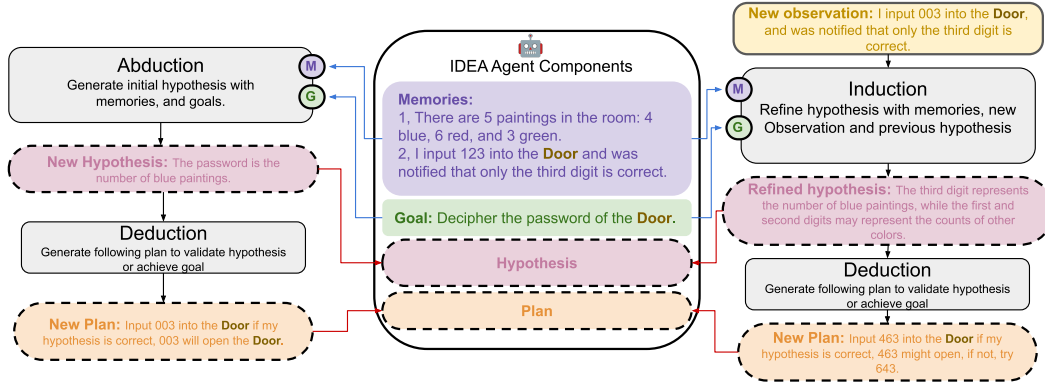 Abduction
Generate initial hypothesis with
memories, and goals.
M
G
New Hypothesis: The password is the
number of blue paintings.
Deduction
Generate following plan to validate hypothesis
or achieve goal
New Plan: Input 003 into the Door if my
hypothesis is correct, 003 will open the Door.
IDEA Agent Components
Memories:
1, There are 5 paintings in the room: 4
blue, 6 red, and 3 green.
2, I input 123 into the Door and was
notified that only the third digit is correct.
Goal: Decipher the password of the Door.
Hypothesis
Plan
New observation: I input 003 into the Door,
and was notified that only the third digit is
correct.
M
G
Induction
Refine hypothesis with memories, new
Observation and previous hypothesis
Refined hypothesis: The third digit represents
the number of blue paintings, while the first and
second digits may represent the counts of other
colors.
Deduction
Generate following plan to validate hypothesis
or achieve goal
New Plan: Input 463 into the Door if my
hypothesis is correct, 463 might open, if not, try
643.